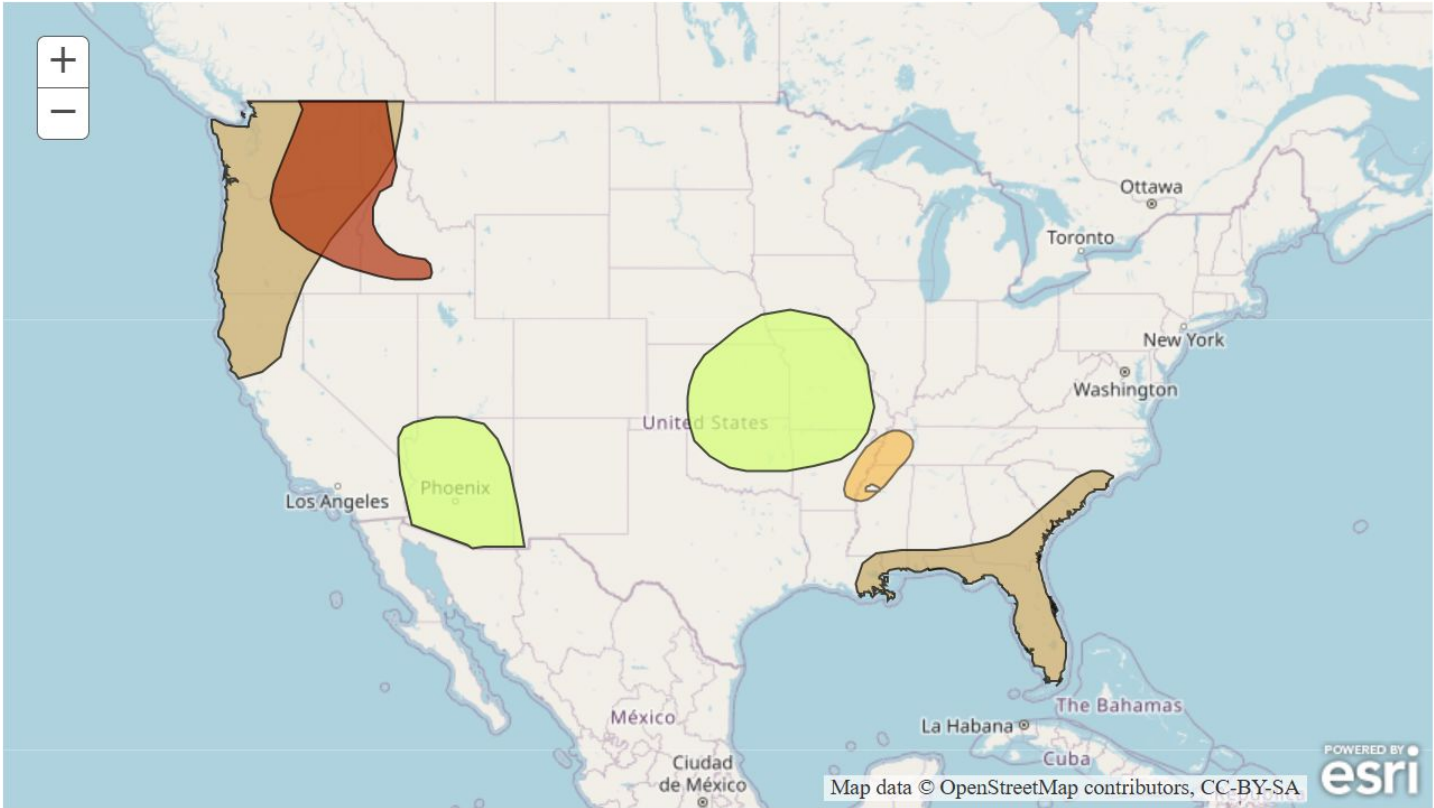 +
−
Ottawa
Toronto
New York
Washington
United States
Los Angeles
Phoenix
The Bahamas
La Habana
México
Cuba
Ciudad
de México
POWERED BY
esri
Map data © OpenStreetMap contributors, CC-BY-SA